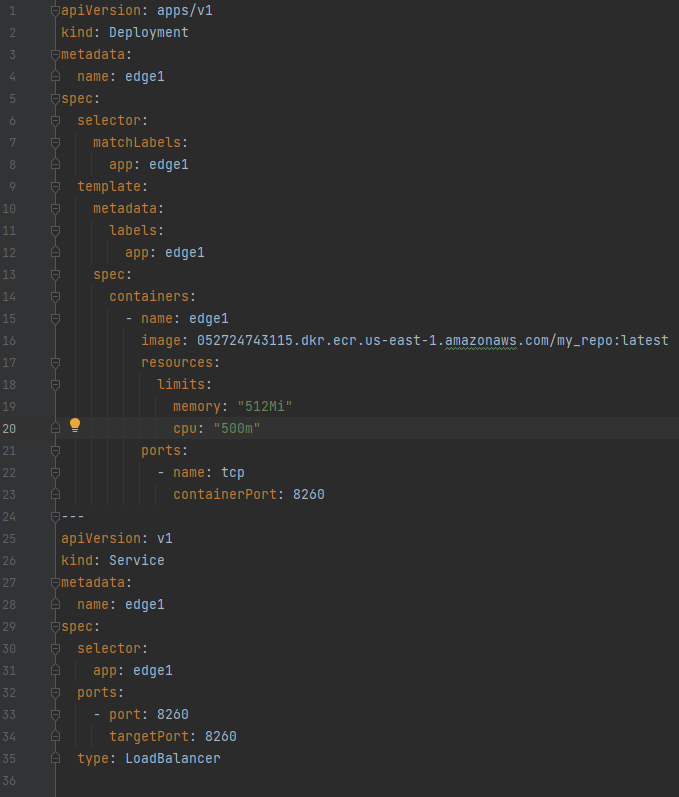 1 apiVersion: apps/v1
2 kind: Deployment
3 metadata:
4   name: edge1
5 spec:
6   selector:
7     matchLabels:
8       app: edge1
9   template:
10     metadata:
11       labels:
12         app: edge1
13     spec:
14       containers:
15         - name: edge1
16           image: 052724743115.dkr.ecr.us-east-1.amazonaws.com/my_repo:latest
17           resources:
18             limits:
19               memory: "512Mi"
20               cpu: "500m"
21           ports:
22             - name: tcp
23               containerPort: 8260
24 ---
25 apiVersion: v1
26 kind: Service
27 metadata:
28   name: edge1
29 spec:
30   selector:
31     app: edge1
32   ports:
33     - port: 8260
34       targetPort: 8260
35   type: LoadBalancer
36